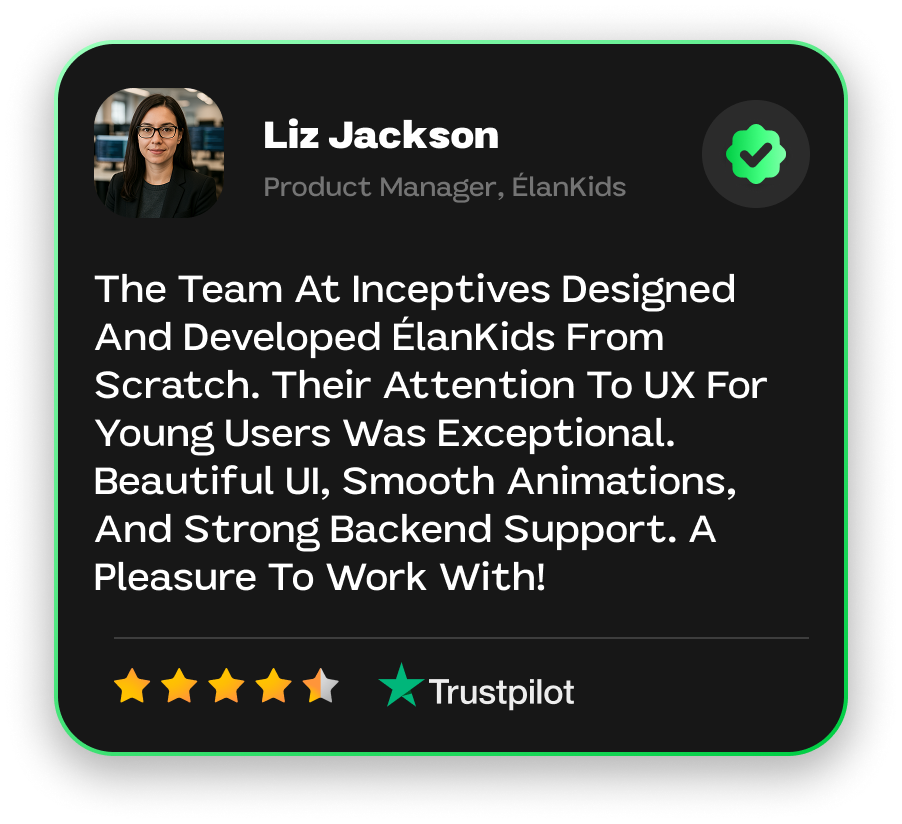 Liz Jackson
Product Manager, ÉlanKids
The Team At Inceptives Designed
And Developed ÉlanKids From
Scratch. Their Attention To UX For
Young Users Was Exceptional.
Beautiful UI, Smooth Animations,
And Strong Backend Support. A
Pleasure To Work With!
Trustpilot